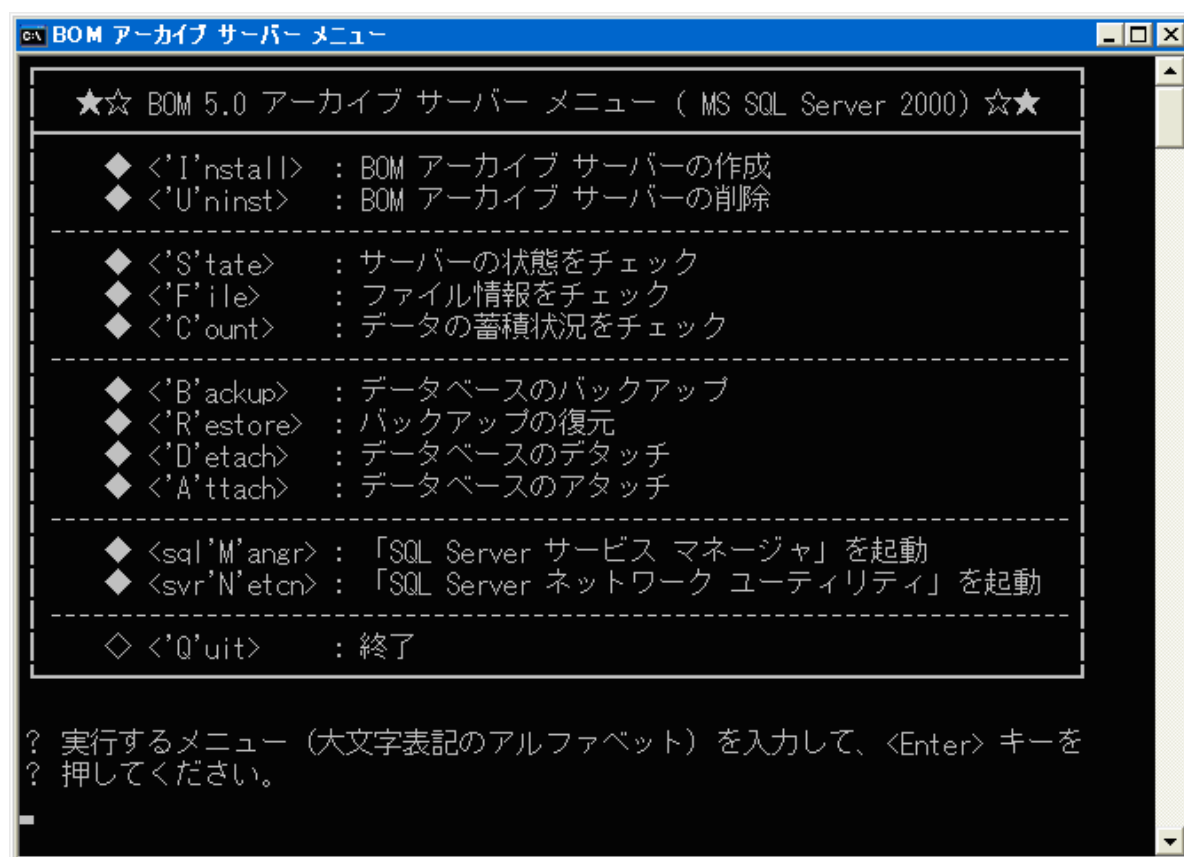 BOM アーカイブ サーバー メニュー
★☆ BOM 5.0 アーカイブ サーバー メニュー ( MS SQL Server 2000) ☆★
◆ <'I'nstall> : BOM アーカイブ サーバーの作成
◆ <'U'ninst> : BOM アーカイブ サーバーの削除
◆ <'S'tate> : サーバーの状態をチェック
◆ <'F'ile> : ファイル情報をチェック
◆ <'C'ount> : データの蓄積状況をチェック
◆ <'B'ackup> : データベースのバックアップ
◆ <'R'estore> : バックアップの復元
◆ <'D'etach> : データベースのデタッチ
◆ <'A'ttach> : データベースのアタッチ
◆ <sql'M'angr> : 「SQL Server サービス マネージャ」を起動
◆ <svr'N'etcn> : 「SQL Server ネットワーク ユーティリティ」を起動
◇ <'Q'uit> : 終了
? 実行するメニュー（大文字表記のアルファベット）を入力して、<Enter> キーを
? 押してください。